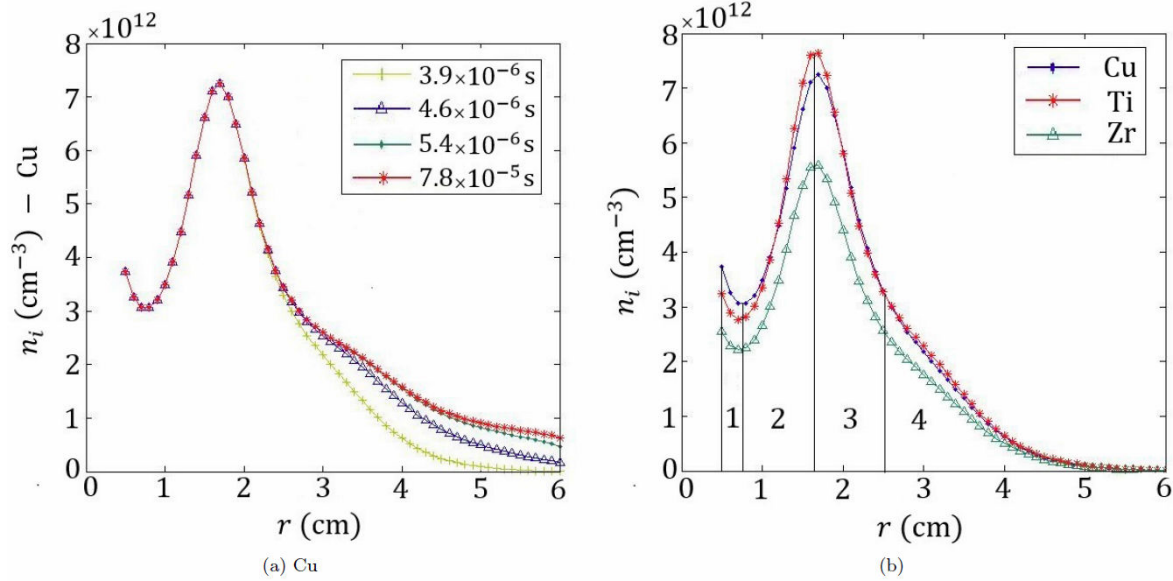 ×10¹²
8
7
6
5
4
3
2
1
0
nᵢ (cm⁻³) − Cu
3.9×10⁻⁶ s
4.6×10⁻⁶ s
5.4×10⁻⁶ s
7.8×10⁻⁵ s
0 1 2 3 4 5 6
r (cm)
(a) Cu
×10¹²
8
7
6
5
4
3
2
1
0
nᵢ (cm⁻³)
Cu
Ti
Zr
1 2 3 4
0 1 2 3 4 5 6
r (cm)
(b)